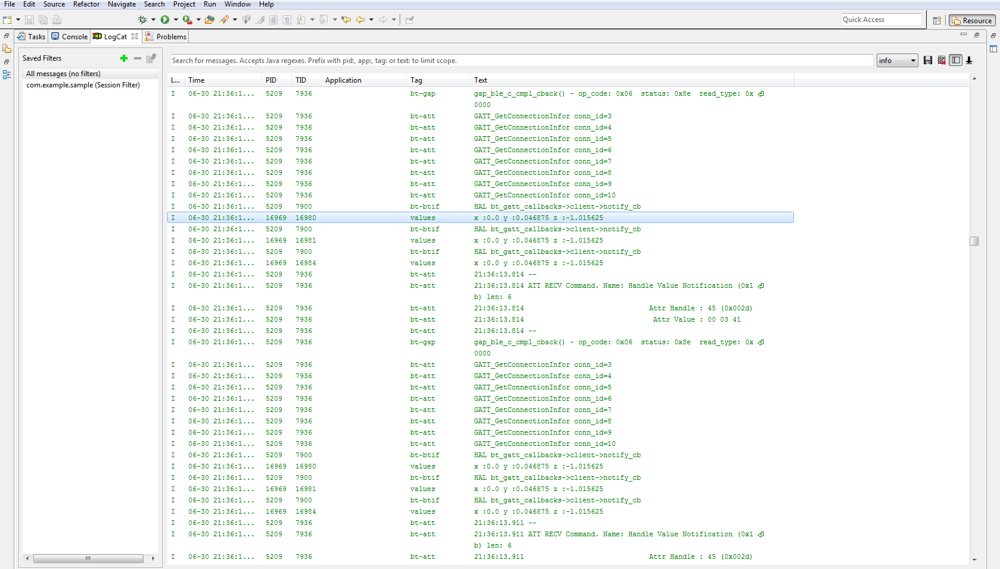 File Edit Source Refactor Navigate Search Project Run Window Help
Quick Access Resource
Tasks Console LogCat Problems
Saved Filters
All messages (no filters)
com.example.sample (Session Filter)
Search for messages. Accepts Java regexes. Prefix with pid:, app:, tag: or text: to limit scope. info
L... Time PID TID Application Tag Text
I 06-30 21:36:1... 5209 7936 bt-gap gap_ble_c_cmpl_cback() - op_code: 0x06 status: 0x8e read_type: 0x
0000
I 06-30 21:36:1... 5209 7936 bt-att GATT_GetConnectionInfor conn_id=3
I 06-30 21:36:1... 5209 7936 bt-att GATT_GetConnectionInfor conn_id=4
I 06-30 21:36:1... 5209 7936 bt-att GATT_GetConnectionInfor conn_id=5
I 06-30 21:36:1... 5209 7936 bt-att GATT_GetConnectionInfor conn_id=6
I 06-30 21:36:1... 5209 7936 bt-att GATT_GetConnectionInfor conn_id=7
I 06-30 21:36:1... 5209 7936 bt-att GATT_GetConnectionInfor conn_id=8
I 06-30 21:36:1... 5209 7936 bt-att GATT_GetConnectionInfor conn_id=9
I 06-30 21:36:1... 5209 7936 bt-att GATT_GetConnectionInfor conn_id=10
I 06-30 21:36:1... 5209 7900 bt-btif HAL bt_gatt_callbacks->client->notify_cb
I 06-30 21:36:1... 16969 16980 values x :0.0 y :0.046875 z :-1.015625
I 06-30 21:36:1... 5209 7900 bt-btif HAL bt_gatt_callbacks->client->notify_cb
I 06-30 21:36:1... 16969 16981 values x :0.0 y :0.046875 z :-1.015625
I 06-30 21:36:1... 5209 7900 bt-btif HAL bt_gatt_callbacks->client->notify_cb
I 06-30 21:36:1... 16969 16984 values x :0.0 y :0.046875 z :-1.015625
I 06-30 21:36:1... 5209 7936 bt-att 21:36:13.814 --
I 06-30 21:36:1... 5209 7936 bt-att 21:36:13.814 ATT RECV Command. Name: Handle Value Notification (0x1
b) len: 6
I 06-30 21:36:1... 5209 7936 bt-att 21:36:13.814 Attr Handle : 45 (0x002d)
I 06-30 21:36:1... 5209 7936 bt-att 21:36:13.814 Attr Value : 00 03 41
I 06-30 21:36:1... 5209 7936 bt-att 21:36:13.814 --
I 06-30 21:36:1... 5209 7936 bt-gap gap_ble_c_cmpl_cback() - op_code: 0x06 status: 0x8e read_type: 0x
0000
I 06-30 21:36:1... 5209 7936 bt-att GATT_GetConnectionInfor conn_id=3
I 06-30 21:36:1... 5209 7936 bt-att GATT_GetConnectionInfor conn_id=4
I 06-30 21:36:1... 5209 7936 bt-att GATT_GetConnectionInfor conn_id=5
I 06-30 21:36:1... 5209 7936 bt-att GATT_GetConnectionInfor conn_id=6
I 06-30 21:36:1... 5209 7936 bt-att GATT_GetConnectionInfor conn_id=7
I 06-30 21:36:1... 5209 7936 bt-att GATT_GetConnectionInfor conn_id=8
I 06-30 21:36:1... 5209 7936 bt-att GATT_GetConnectionInfor conn_id=9
I 06-30 21:36:1... 5209 7936 bt-att GATT_GetConnectionInfor conn_id=10
I 06-30 21:36:1... 5209 7900 bt-btif HAL bt_gatt_callbacks->client->notify_cb
I 06-30 21:36:1... 16969 16980 values x :0.0 y :0.046875 z :-1.015625
I 06-30 21:36:1... 5209 7900 bt-btif HAL bt_gatt_callbacks->client->notify_cb
I 06-30 21:36:1... 16969 16981 values x :0.0 y :0.046875 z :-1.015625
I 06-30 21:36:1... 5209 7900 bt-btif HAL bt_gatt_callbacks->client->notify_cb
I 06-30 21:36:1... 16969 16984 values x :0.0 y :0.046875 z :-1.015625
I 06-30 21:36:1... 5209 7936 bt-att 21:36:13.911 --
I 06-30 21:36:1... 5209 7936 bt-att 21:36:13.911 ATT RECV Command. Name: Handle Value Notification (0x1
b) len: 6
I 06-30 21:36:1... 5209 7936 bt-att 21:36:13.911 Attr Handle : 45 (0x002d)